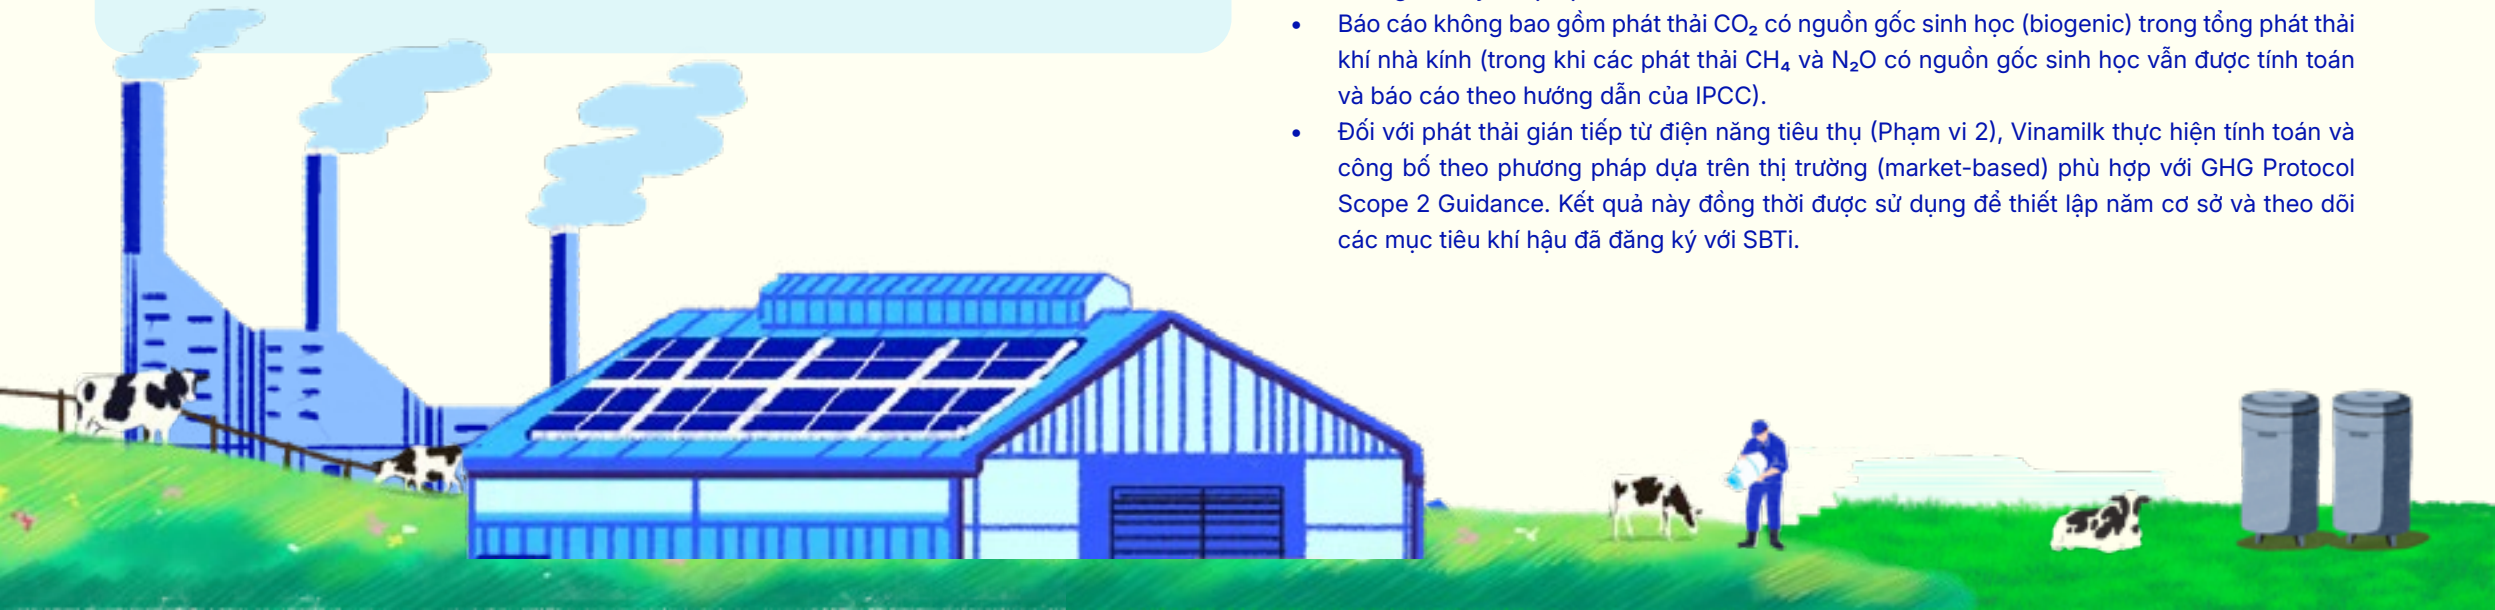 • Báo cáo không bao gồm phát thải CO₂ có nguồn gốc sinh học (biogenic) trong tổng phát thải
khí nhà kính (trong khi các phát thải CH₄ và N₂O có nguồn gốc sinh học vẫn được tính toán
và báo cáo theo hướng dẫn của IPCC).
• Đối với phát thải gián tiếp từ điện năng tiêu thụ (Phạm vi 2), Vinamilk thực hiện tính toán và
công bố theo phương pháp dựa trên thị trường (market-based) phù hợp với GHG Protocol
Scope 2 Guidance. Kết quả này đồng thời được sử dụng để thiết lập năm cơ sở và theo dõi
các mục tiêu khí hậu đã đăng ký với SBTi.